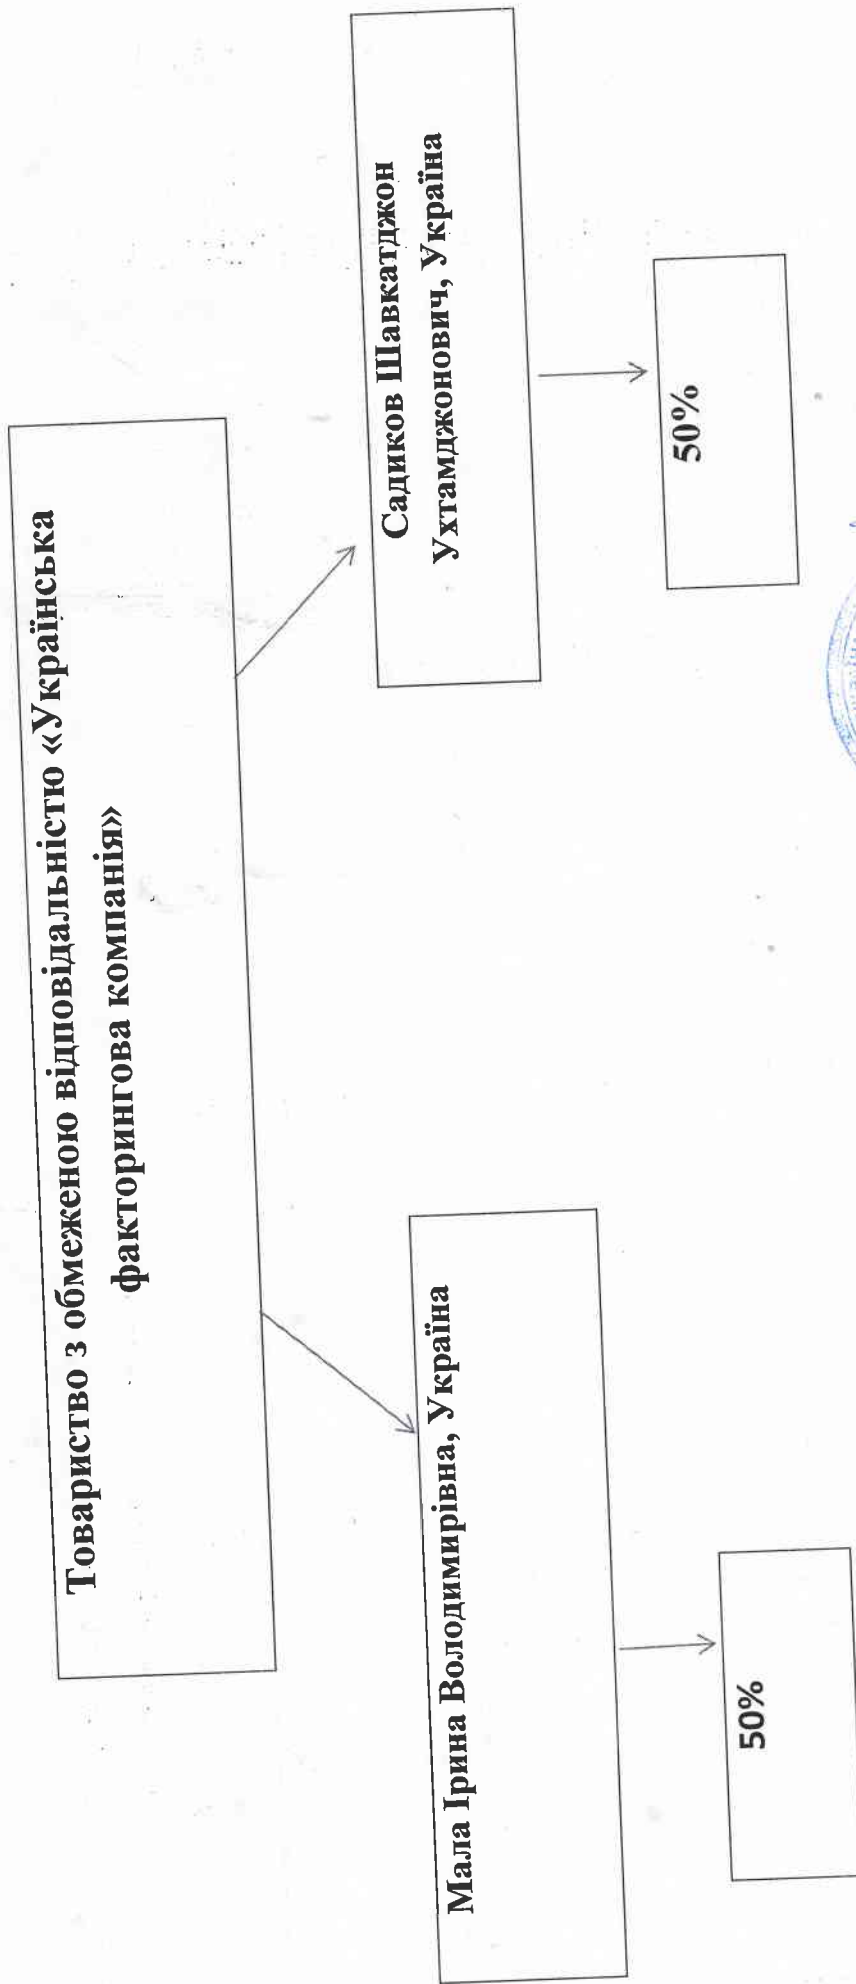 Товариство з обмеженою відповідальністю «Українська
факторингова компанія»
Мала Ірина Володимирівна, Україна
50%
Садиков Шавкатджон
Ухтамджонович, Україна
50%